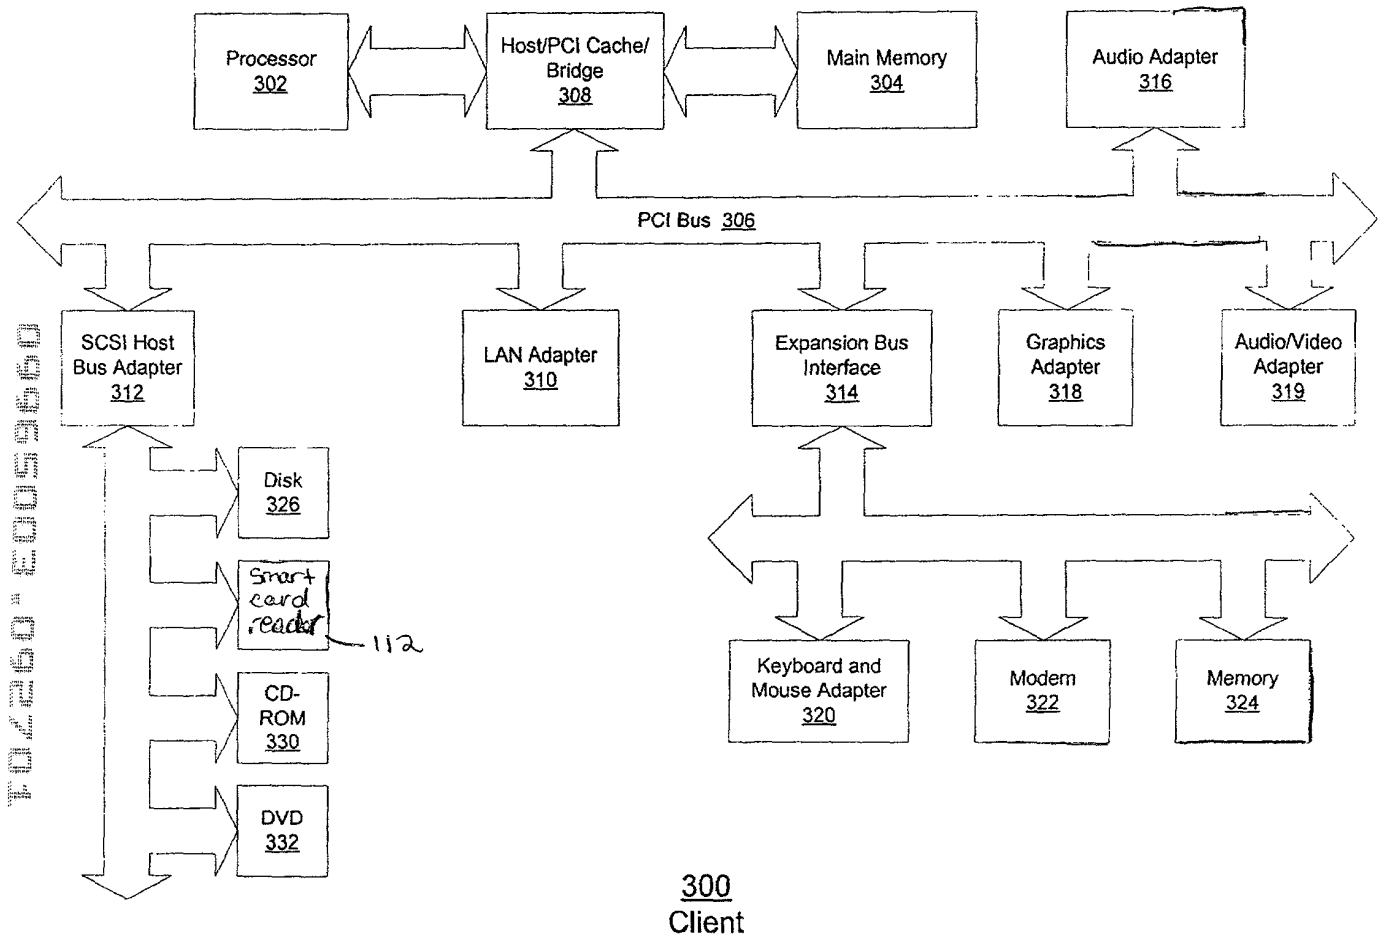 Processor
302
Host/PCI Cache/
Bridge
308
Main Memory
304
Audio Adapter
316
PCI Bus 306
SCSI Host
Bus Adapter
312
LAN Adapter
310
Expansion Bus
Interface
314
Graphics
Adapter
318
Audio/Video
Adapter
319
Disk
326
Smart
card
reader
112
CD-
ROM
330
DVD
332
Keyboard and
Mouse Adapter
320
Modem
322
Memory
324
300
Client
09965003.092701